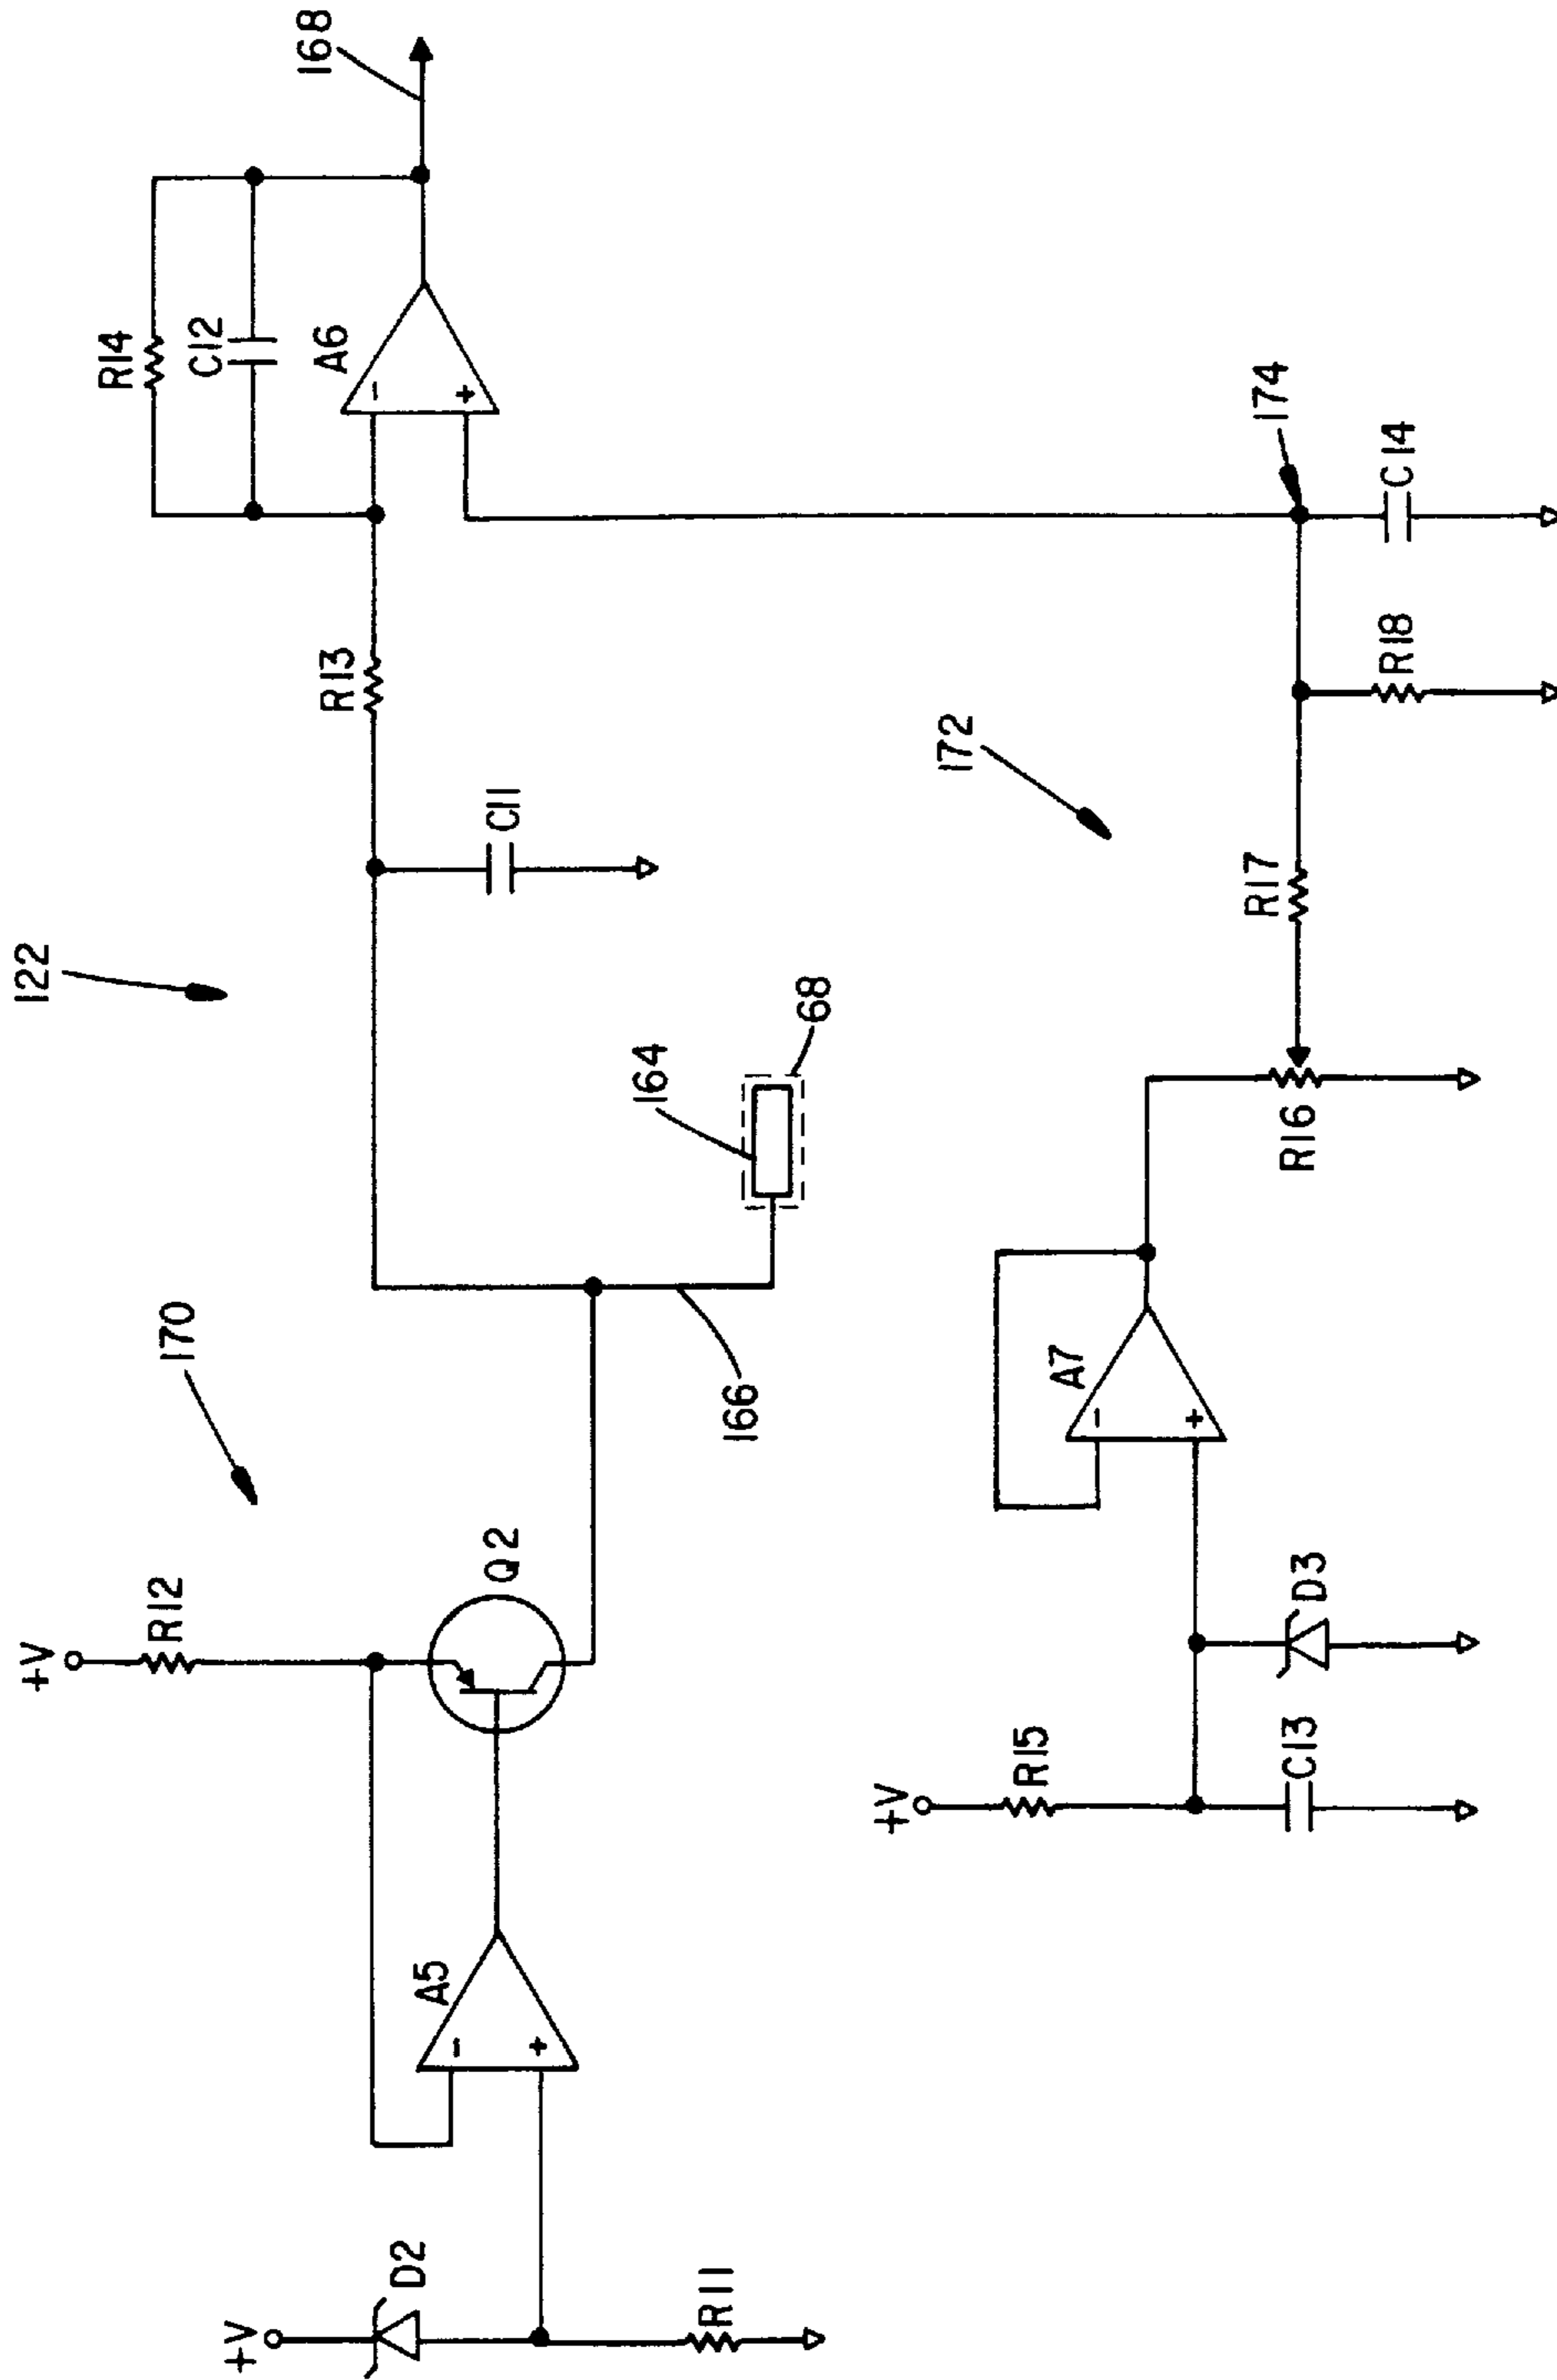 122
168
170
+V
R12
R14
C12
A6
R13
C11
Q2
A5
+V
D2
R11
164
68
166
172
174
+V
R15
C13
D3
A7
R16
R17
R18
C14
-
+
-
+
-
+